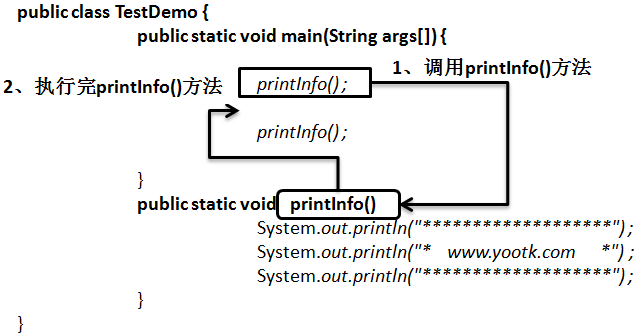 public class TestDemo {
public static void main(String args[]) {
1、调用printInfo()方法
2、执行完printInfo()方法
printInfo();
printInfo();
}
public static void printInfo()
System.out.println("*******************");
System.out.println("* www.yootk.com *");
System.out.println("*******************");
}
}